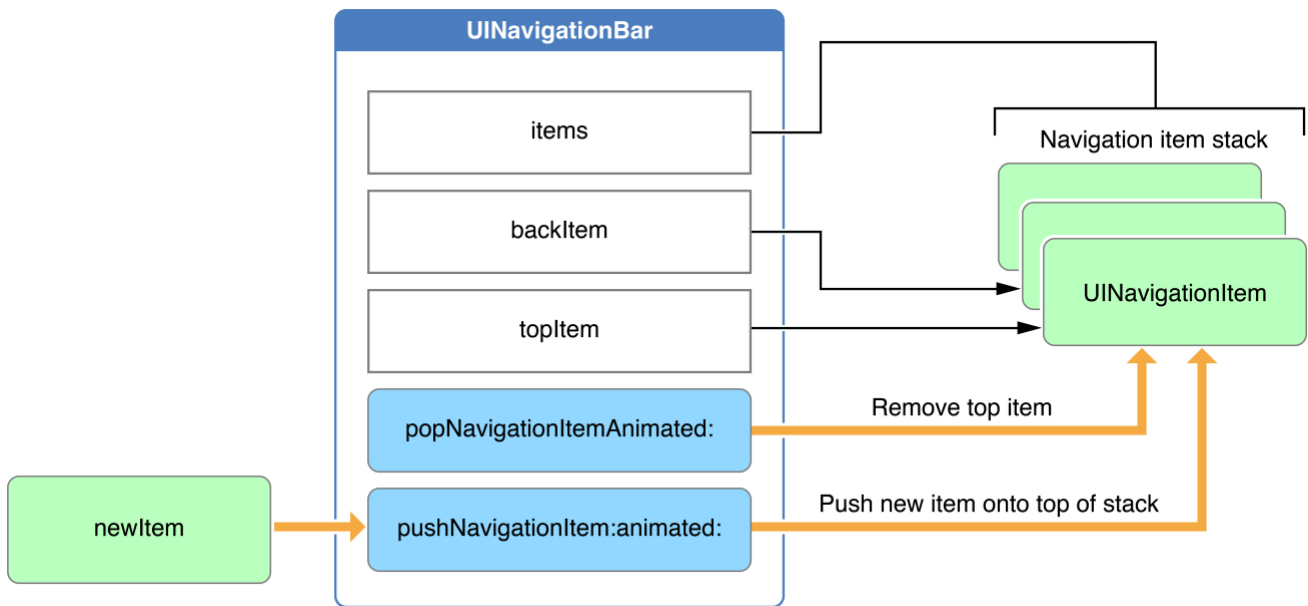 UINavigationBar
items
Navigation item stack
backItem
UINavigationItem
topItem
popNavigationItemAnimated:
Remove top item
newItem
pushNavigationItem:animated:
Push new item onto top of stack